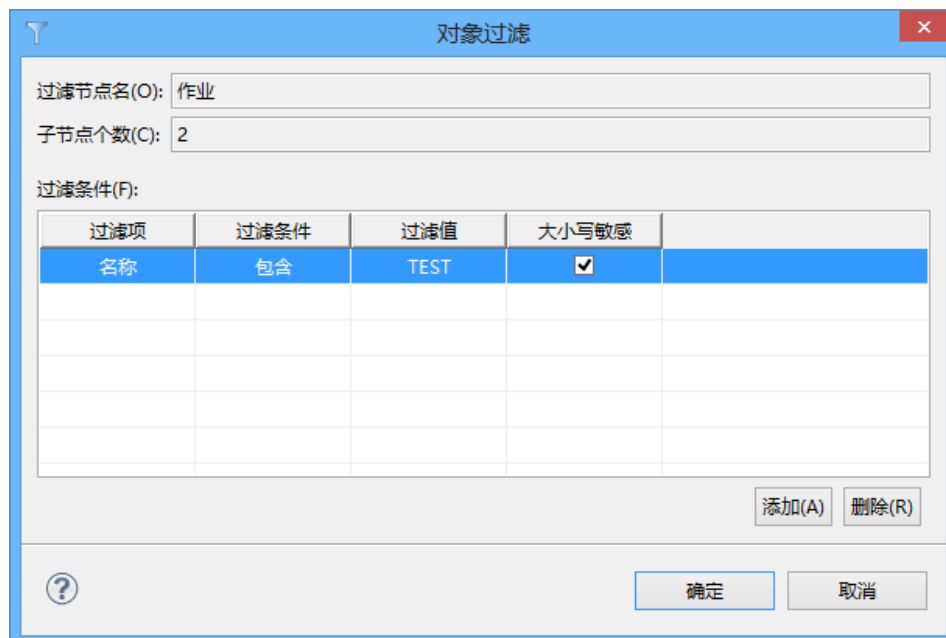 对象过滤
过滤节点名(O): 作业
子节点个数(C): 2
过滤条件(F):
过滤项 过滤条件 过滤值 大小写敏感
名称 包含 TEST
添加(A) 删除(R)
确定 取消